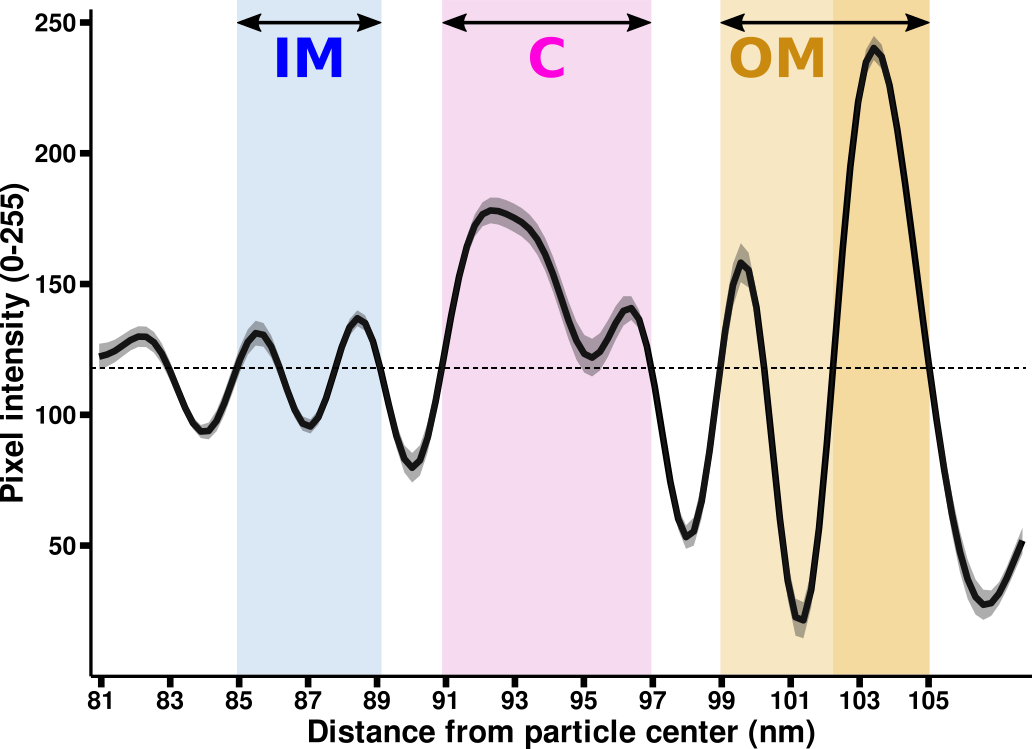 250
IM C OM
200
150
100
50
Pixel intensity (0-255)
81 83 85 87 89 91 93 95 97 99 101 103 105
Distance from particle center (nm)